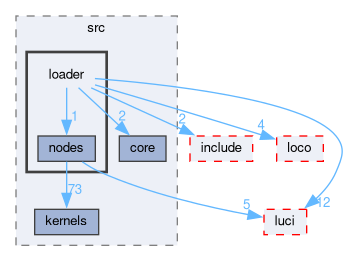 src
loader
1
2
2
4
nodes
core
include
loco
73
5
12
kernels
luci